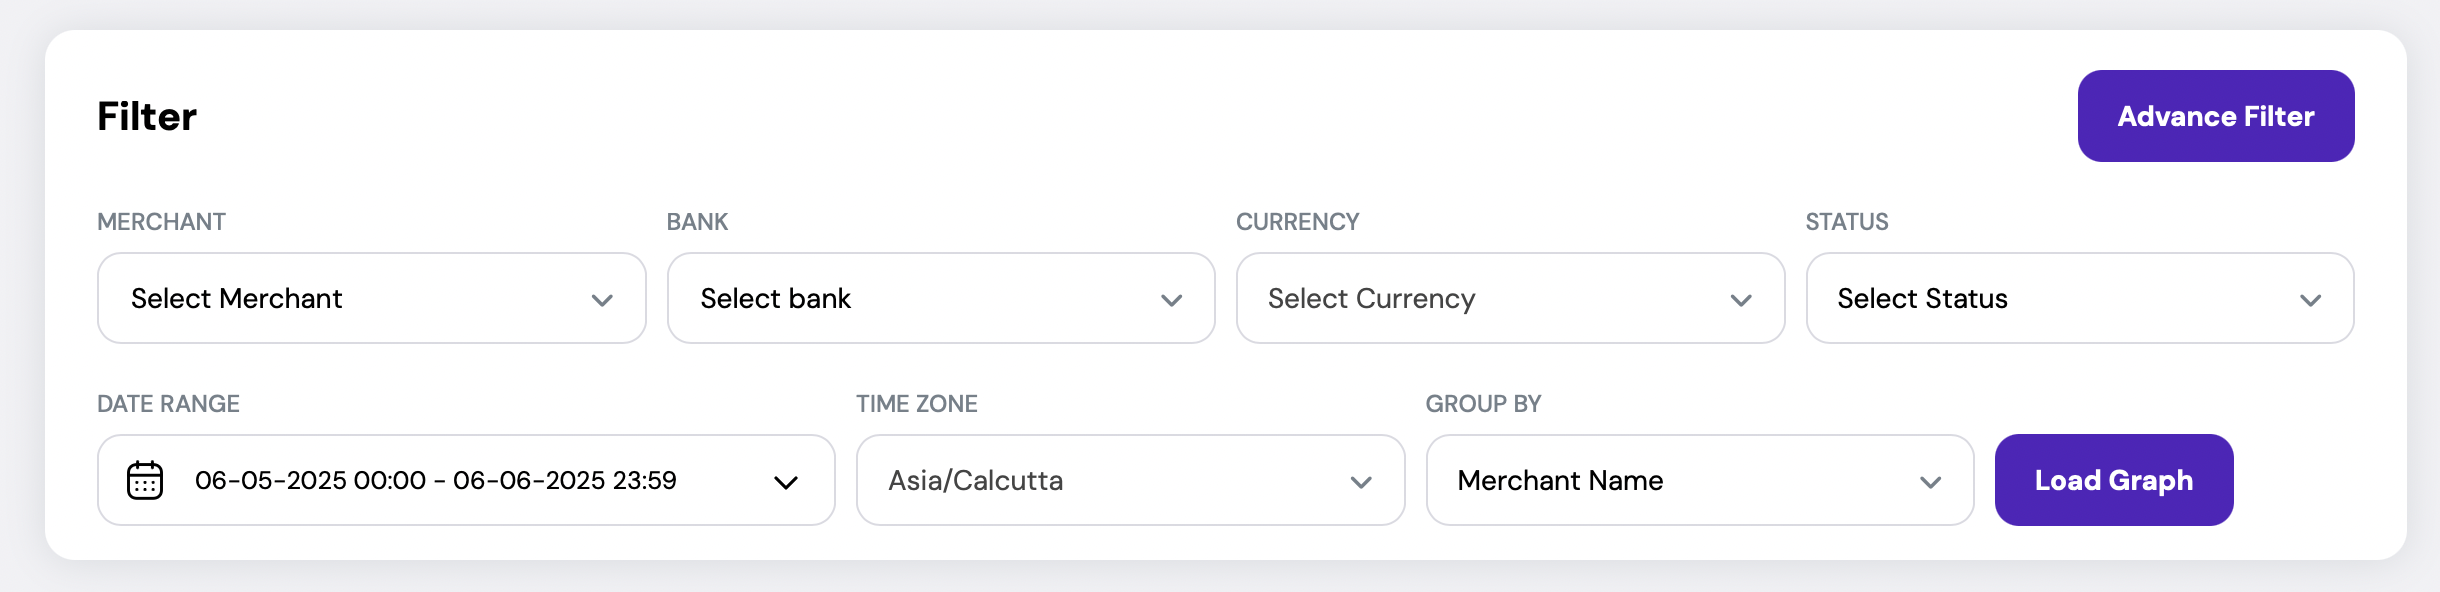 Filter
Advance Filter
MERCHANT
BANK
CURRENCY
STATUS
Select Merchant
Select bank
Select Currency
Select Status
DATE RANGE
TIME ZONE
GROUP BY
06-05-2025 00:00 - 06-06-2025 23:59
Asia/Calcutta
Merchant Name
Load Graph